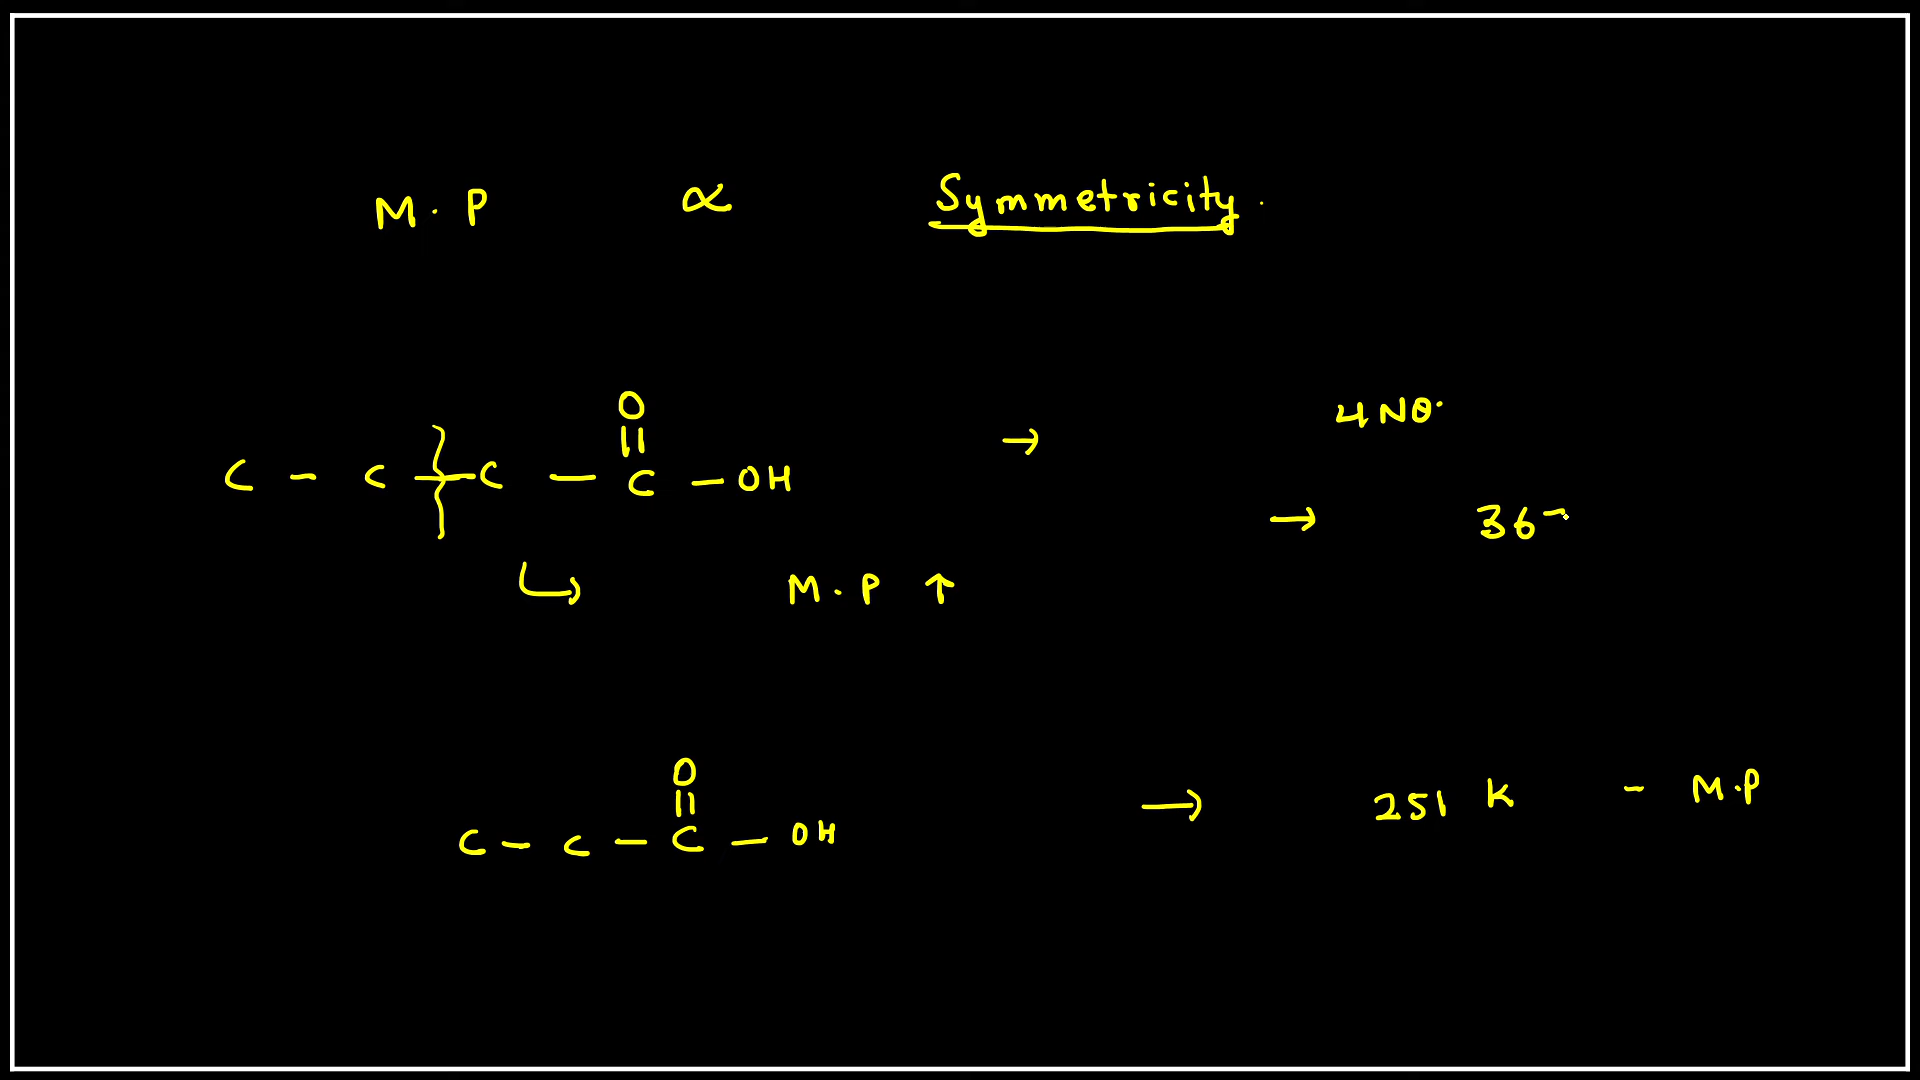 M.P ∝ Symmetricity.
O
||
C - C - C - C - OH → 4 NO.
→ 36
↳ M.P ↑
O
||
C - C - C - OH → 251 K - M.P